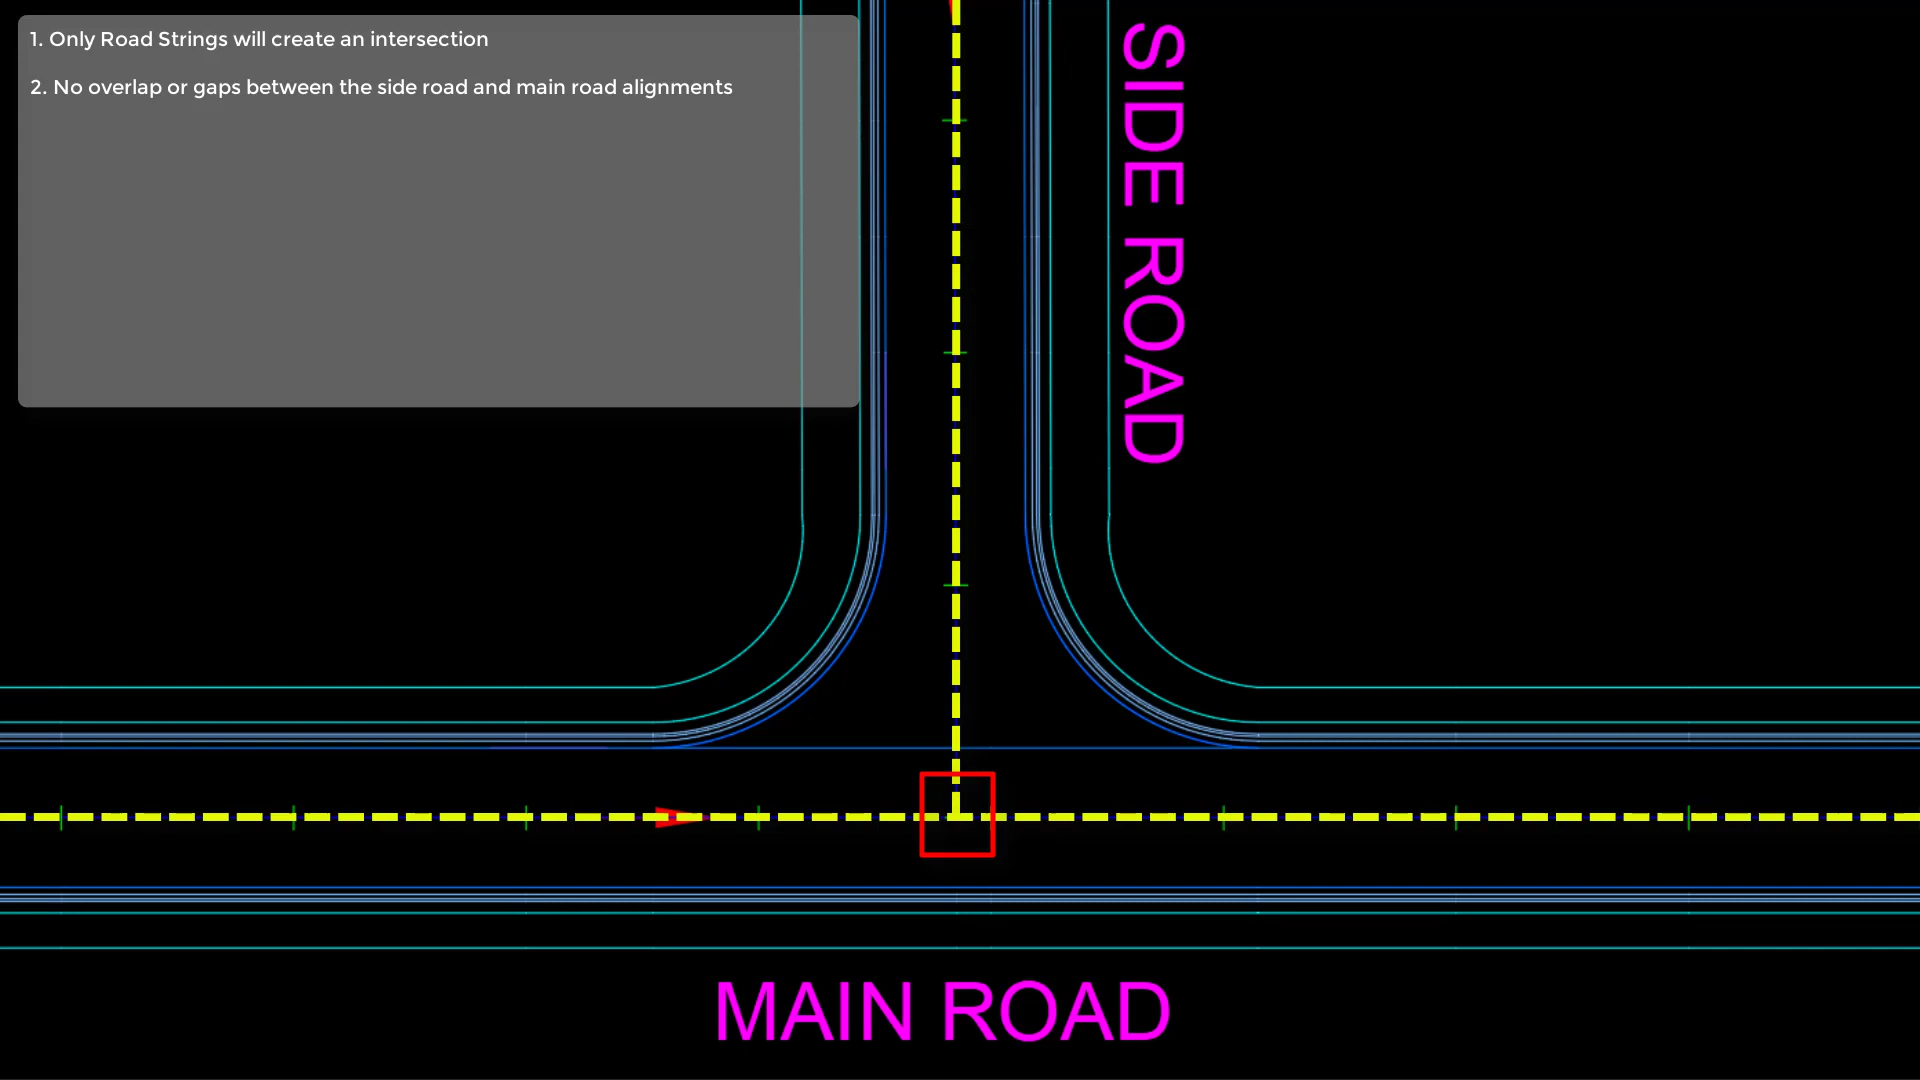 1. Only Road Strings will create an intersection
2. No overlap or gaps between the side road and main road alignments
SIDE ROAD
MAIN ROAD